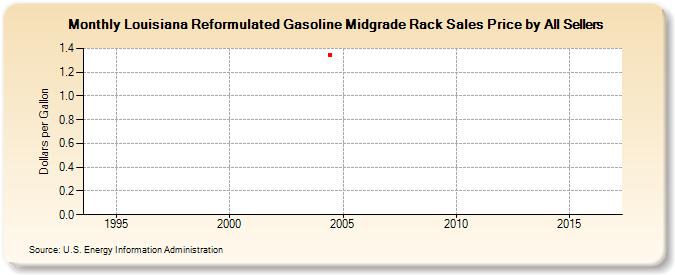 Monthly Louisiana Reformulated Gasoline Midgrade Rack Sales Price by All Sellers
Dollars per Gallon
1.4
1.2
1.0
0.8
0.6
0.4
0.2
0.0
1995 2000 2005 2010 2015
Source: U.S. Energy Information Administration